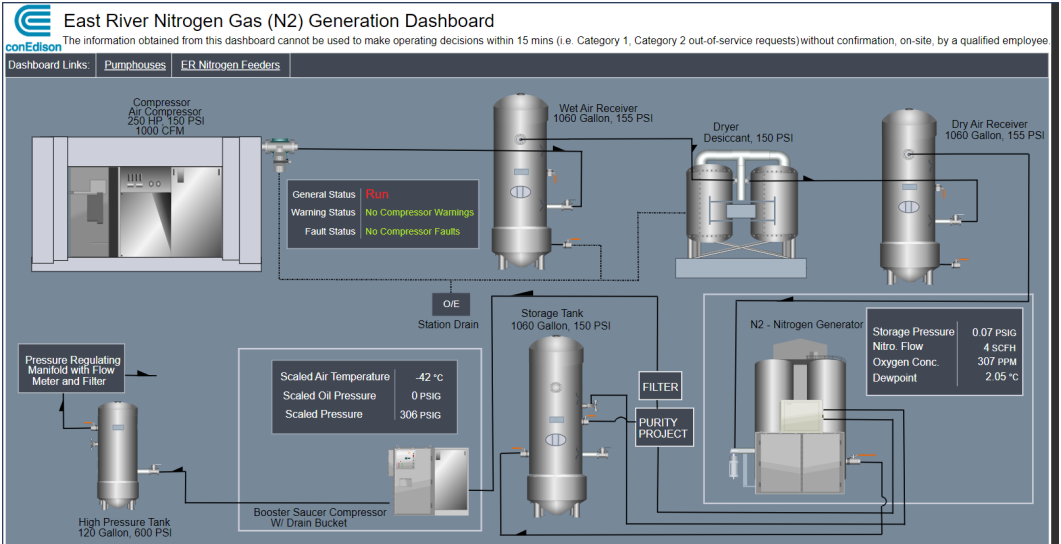 conEdison
East River Nitrogen Gas (N2) Generation Dashboard
The information obtained from this dashboard cannot be used to make operating decisions within 15 mins (i.e. Category 1, Category 2 out-of-service requests) without confirmation, on-site, by a qualified employee.
Dashboard Links: Pumphouses ER Nitrogen Feeders
Compressor
Air Compressor
250 HP, 150 PSI
1000 CFM
General Status Run
Warning Status No Compressor Warnings
Fault Status No Compressor Faults
Wet Air Receiver
1060 Gallon, 155 PSI
Dryer
Desiccant, 150 PSI
Dry Air Receiver
1060 Gallon, 155 PSI
O/E
Station Drain
Storage Tank
1060 Gallon, 150 PSI
N2 - Nitrogen Generator
Storage Pressure 0.07 PSIG
Nitro. Flow 4 SCFH
Oxygen Conc. 307 PPM
Dewpoint 2.05 °C
Pressure Regulating
Manifold with Flow
Meter and Filter
Scaled Air Temperature -42 °C
Scaled Oil Pressure 0 PSIG
Scaled Pressure 306 PSIG
FILTER
PURITY
PROJECT
Booster Saucer Compressor
W/ Drain Bucket
High Pressure Tank
120 Gallon, 600 PSI